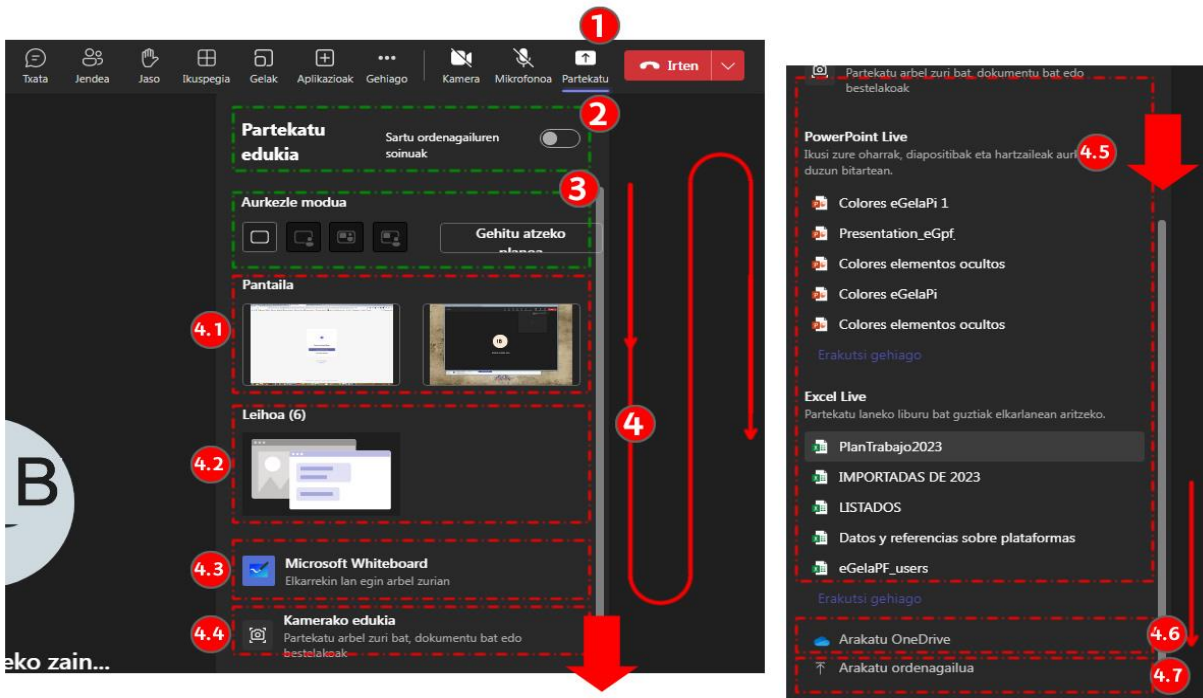 1
Txata Jendea Jaso Ikuspegia Gelak Aplikazioak Gehiago Kamera Mikrofonoa Partekatu Irten
2
Partekatu
edukia
Sartu ordenagailuren
soinuak
3
Aurkezle modua
Gehitu atzeko
planoa
Pantaila
4.1
4
Leihoa (6)
4.2
B
4.3
Microsoft Whiteboard
Elkarrekin lan egin arbel zurian
4.4
Kamerako edukia
Partekatu arbel zuri bat, dokumentu bat edo
bestelakoak
eko zain...
Partekatu arbel zuri bat, dokumentu bat edo
bestelakoak
PowerPoint Live
4.5
Ikusi zure oharrak, diapositibak eta hartzaileak
duzun bitartean.
Colores eGelaPi 1
Presentation_eGpf
Colores elementos ocultos
Colores eGelaPi
Colores elementos ocultos
Erakutsi gehiago
Excel Live
Partekatu laneko liburu bat guztiak elkarlanean aritzeko.
PlanTrabajo2023
IMPORTADAS DE 2023
LISTADOS
Datos y referencias sobre plataformas
eGelaPF_users
Erakutsi gehiago
Arakatu OneDrive
4.6
Arakatu ordenagailua
4.7